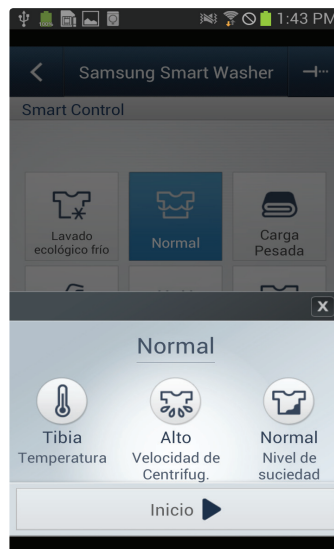 1:43 PM
Samsung Smart Washer
Smart Control
Lavado
ecológico frío
Normal
Carga
Pesada
X
Normal
Tibia
Temperatura
Alto
Velocidad de
Centrifug.
Normal
Nivel de
suciedad
Inicio